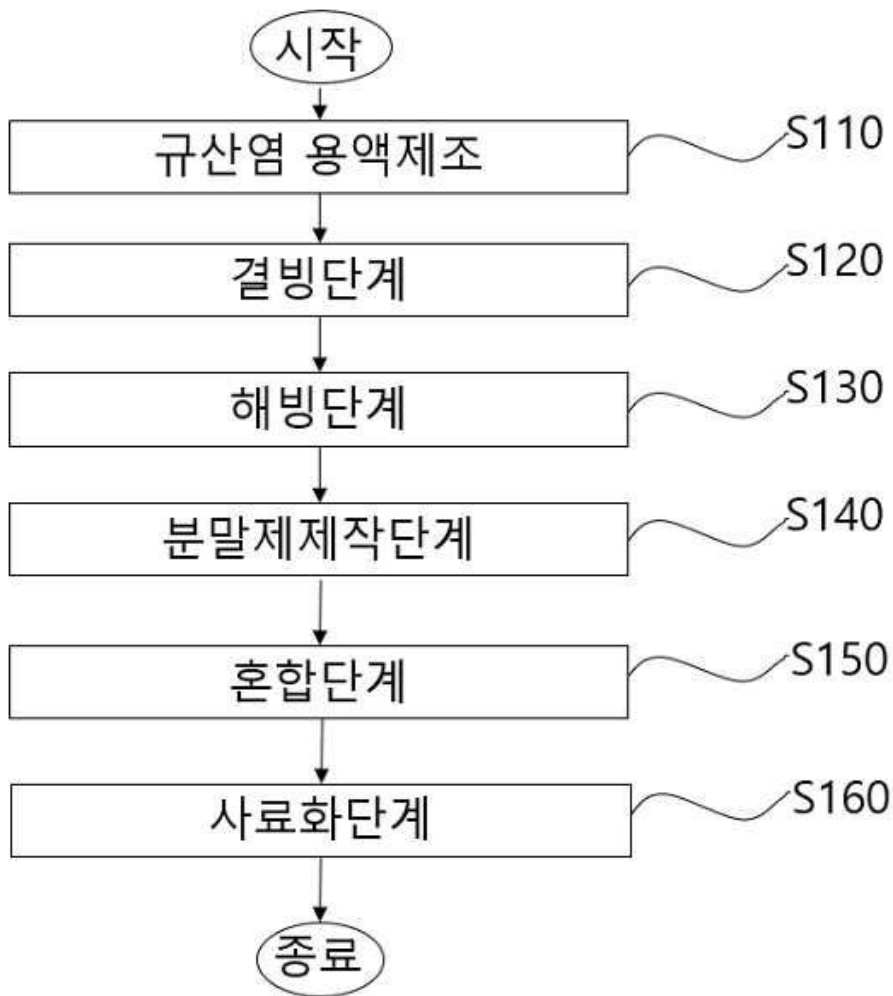 시작
규산염 용액제조
S110
결빙단계
S120
해빙단계
S130
분말제제작단계
S140
혼합단계
S150
사료화단계
S160
종료